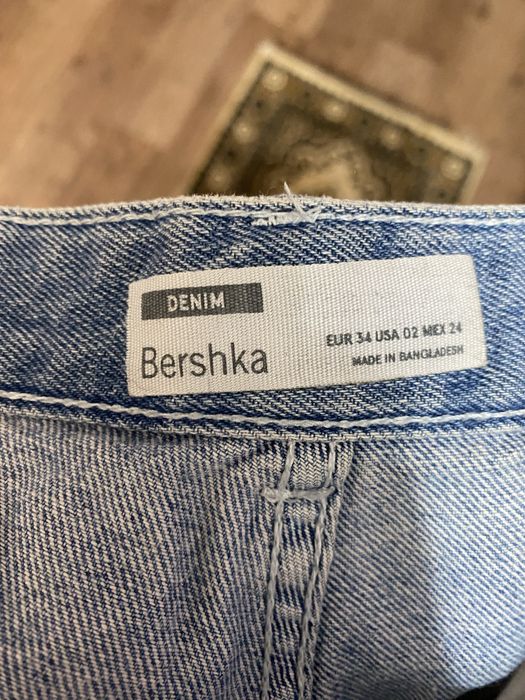 DENIM
Bershka
EUR 34 USA 02 MEX 24
MADE IN BANGLADESH